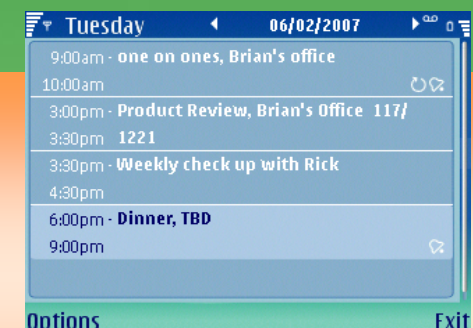 Tuesday 06/02/2007
9:00am - one on ones, Brian's office
10:00am
3:00pm - Product Review, Brian's Office 117/
3:30pm 1221
3:30pm - Weekly check up with Rick
4:30pm
6:00pm - Dinner, TBD
9:00pm
Options Exit